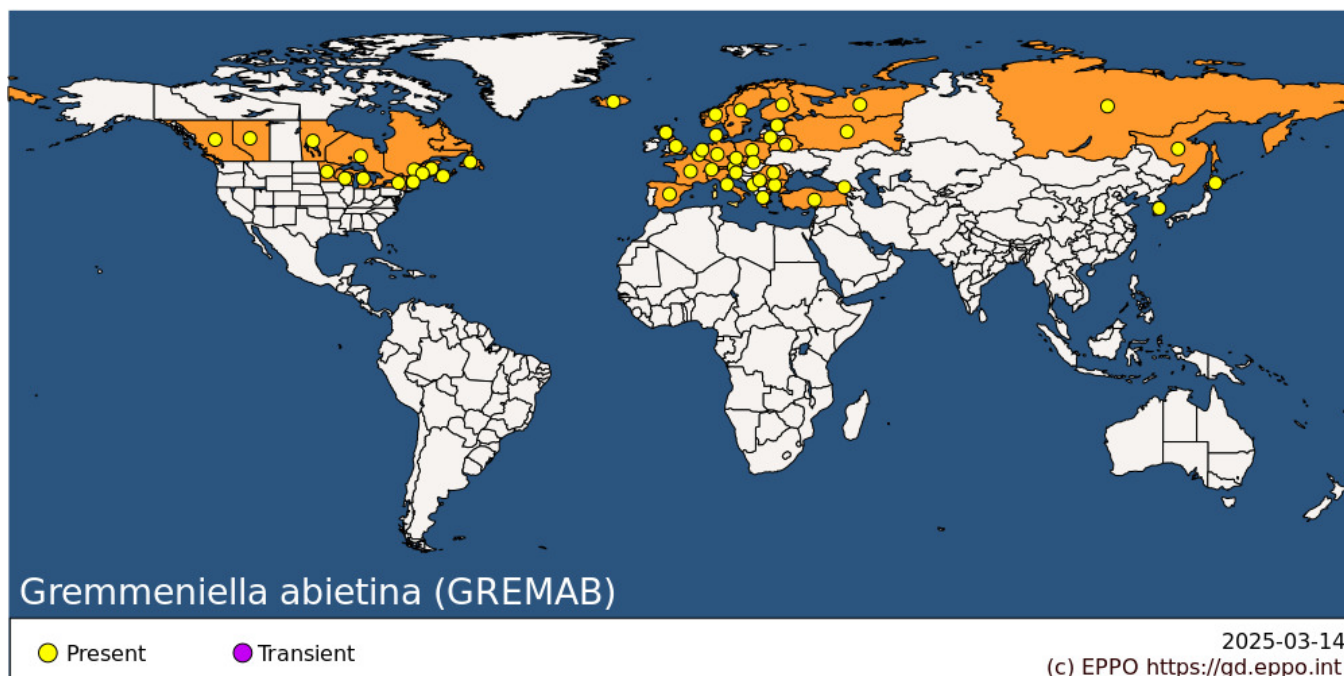 Gremmeniella abietina (GREMAB)
Present
Transient
2025-03-14
(c) EPPO https://gd.eppo.int